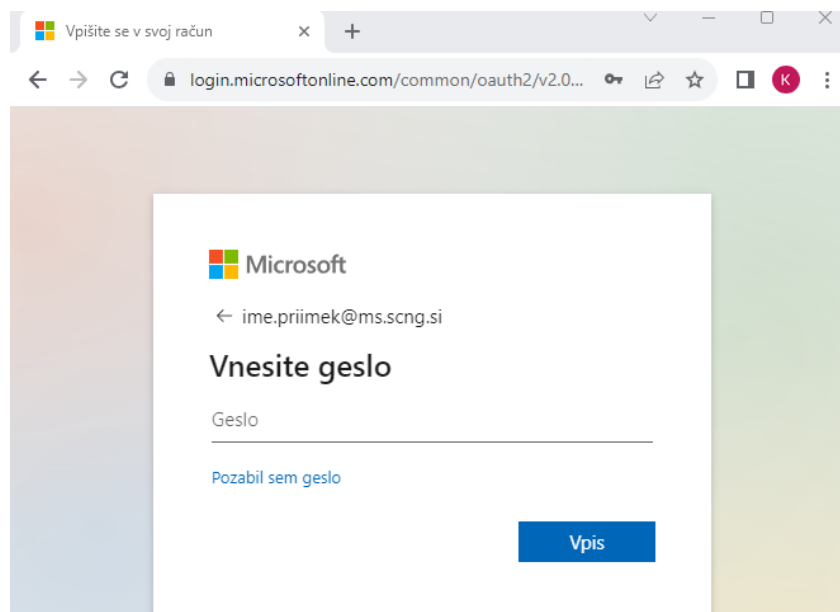 Vpišite se v svoj račun
login.microsoftonline.com/common/oauth2/v2.0...
K
Microsoft
ime.priimek@ms.scng.si
Vnesite geslo
Geslo
Pozabil sem geslo
Vpis